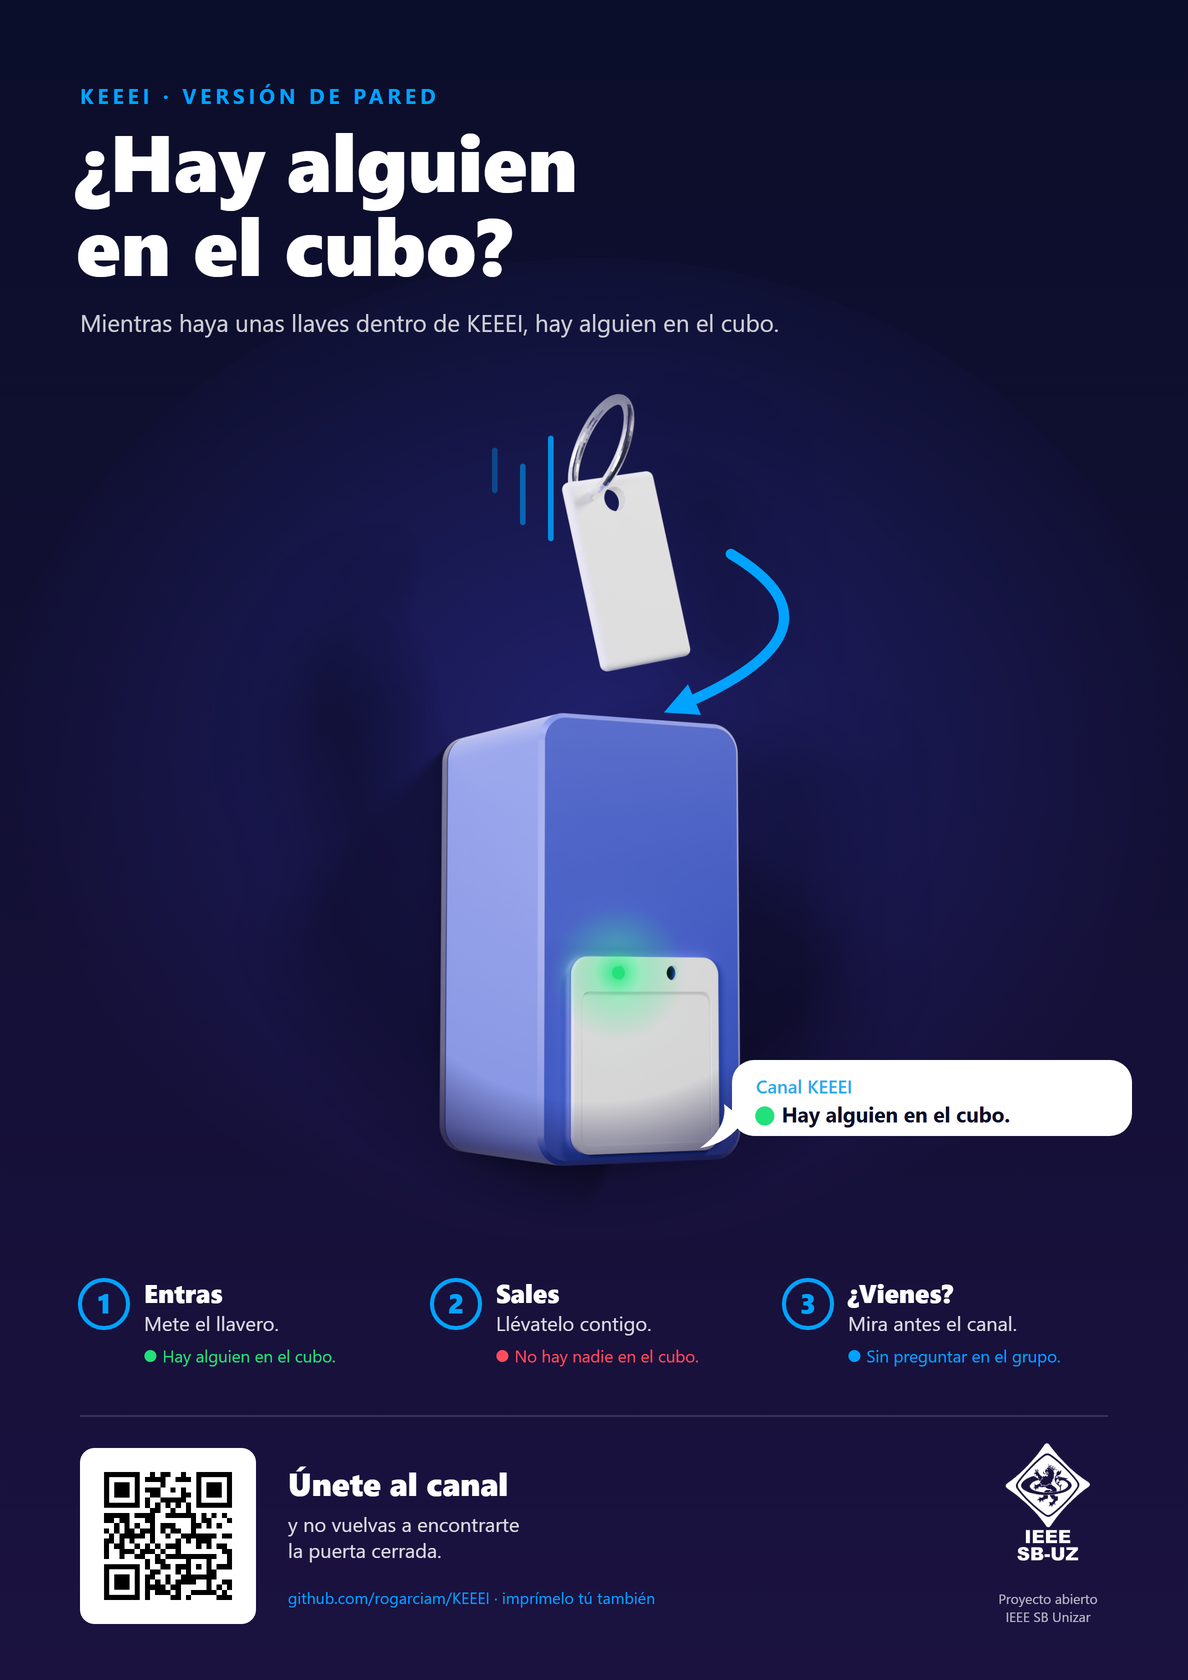 KEEEI · VERSIÓN DE PARED
¿Hay alguien
en el cubo?
Mientras haya unas llaves dentro de KEEEI, hay alguien en el cubo.
Canal KEEEI
Hay alguien en el cubo.
1 Entras
Mete el llavero.
Hay alguien en el cubo.
2 Sales
Llévatelo contigo.
No hay nadie en el cubo.
3 ¿Vienes?
Mira antes el canal.
Sin preguntar en el grupo.
Únete al canal
y no vuelvas a encontrarte
la puerta cerrada.
github.com/rogarciam/KEEEI · imprímelo tú también
IEEE
SB-UZ
Proyecto abierto
IEEE SB Unizar